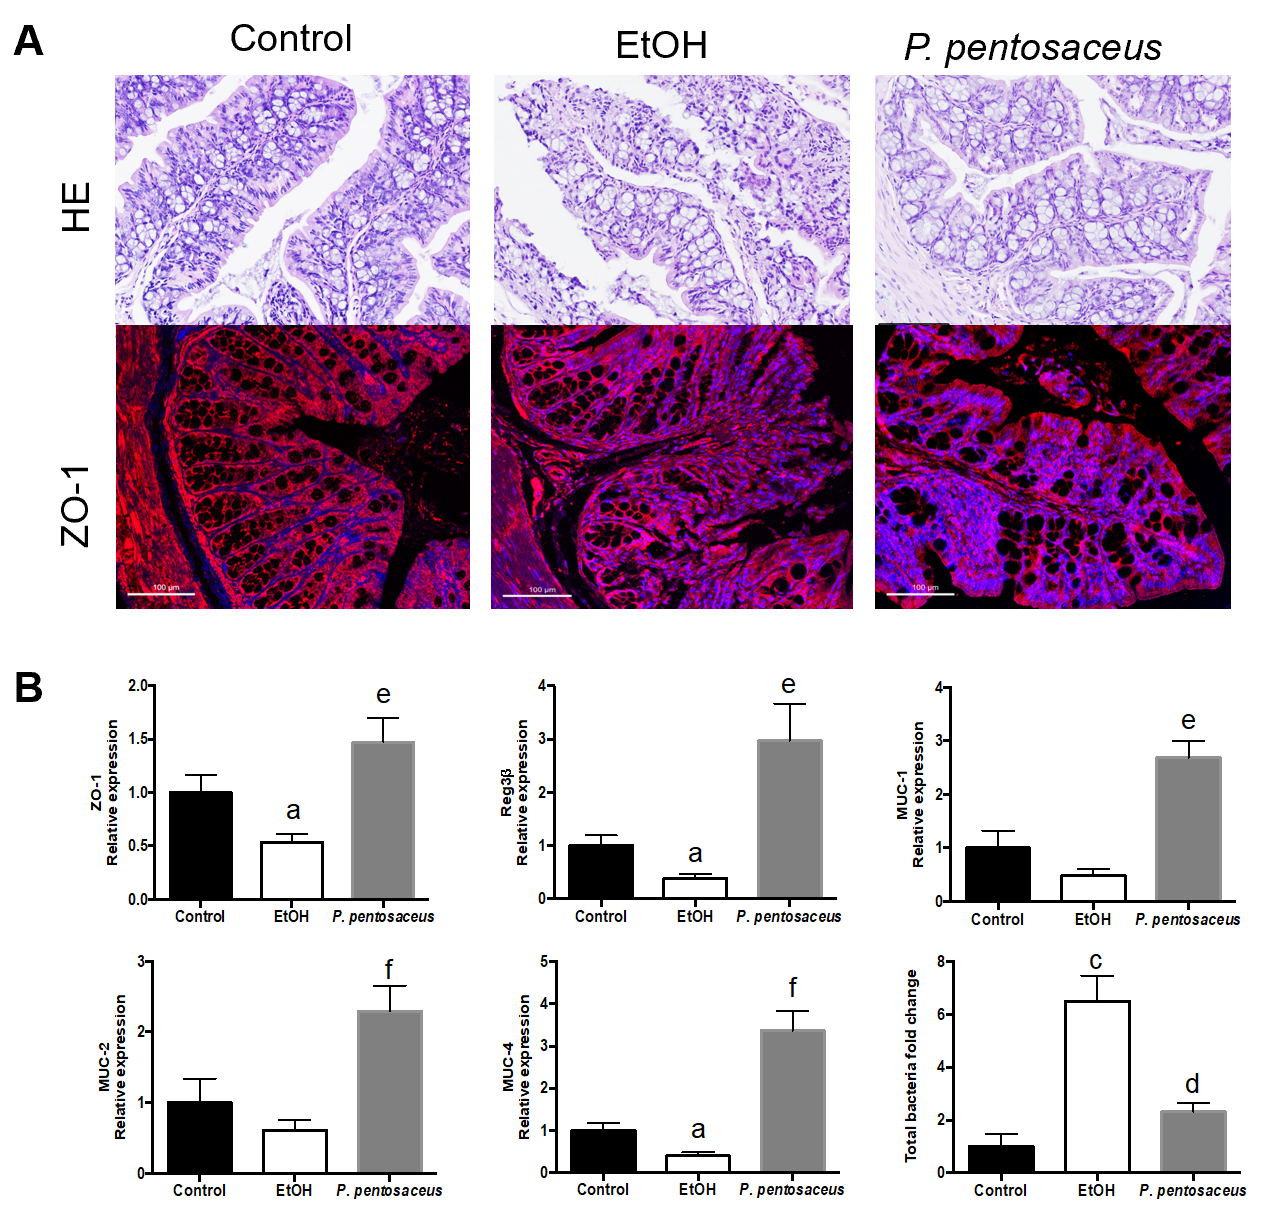 A
Control
EtOH
P. pentosaceus
HE
ZO-1
100 µm
100 µm
100 µm
B
ZO-1
Relative expression
2.0
1.5
1.0
0.5
0.0
a
e
Control
EtOH
P. pentosaceus
Reg3β
Relative expression
4
3
2
1
0
a
e
Control
EtOH
P. pentosaceus
MUC-1
Relative expression
4
3
2
1
0
e
Control
EtOH
P. pentosaceus
MUC-2
Relative expression
3
2
1
0
f
Control
EtOH
P. pentosaceus
MUC-4
Relative expression
5
4
3
2
1
0
a
f
Control
EtOH
P. pentosaceus
Total bacteria fold change
8
6
4
2
0
c
d
Control
EtOH
P. pentosaceus